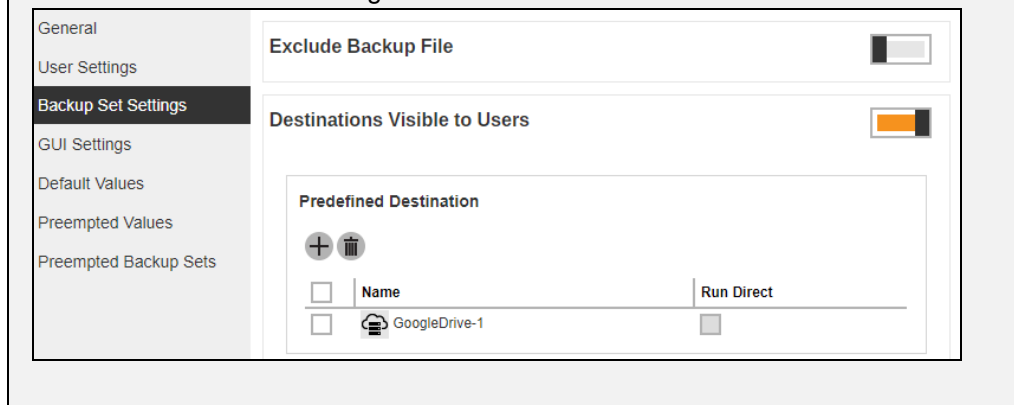 General
User Settings
Backup Set Settings
GUI Settings
Default Values
Preempted Values
Preempted Backup Sets
Exclude Backup File
Destinations Visible to Users
Predefined Destination
Name Run Direct
GoogleDrive-1